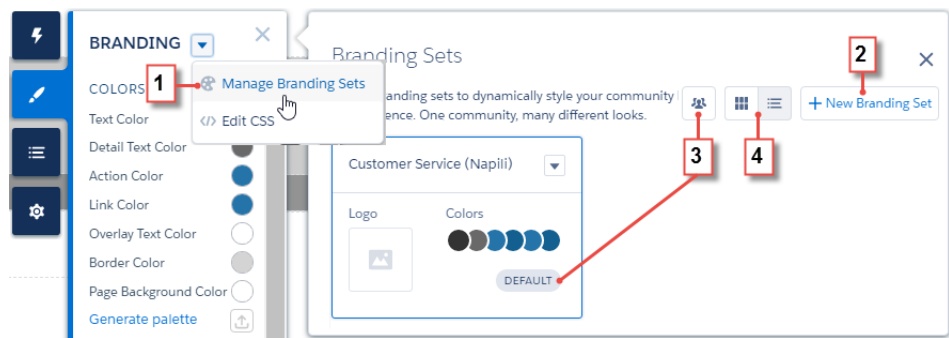 BRANDING
COLORS
Text Color
Detail Text Color
Action Color
Link Color
Overlay Text Color
Border Color
Page Background Color
Generate palette
1
Manage Branding Sets
</> Edit CSS
Branding Sets
anding sets to dynamically style your community
ence. One community, many different looks.
2
+ New Branding Set
3
4
Customer Service (Napili)
Logo
Colors
DEFAULT